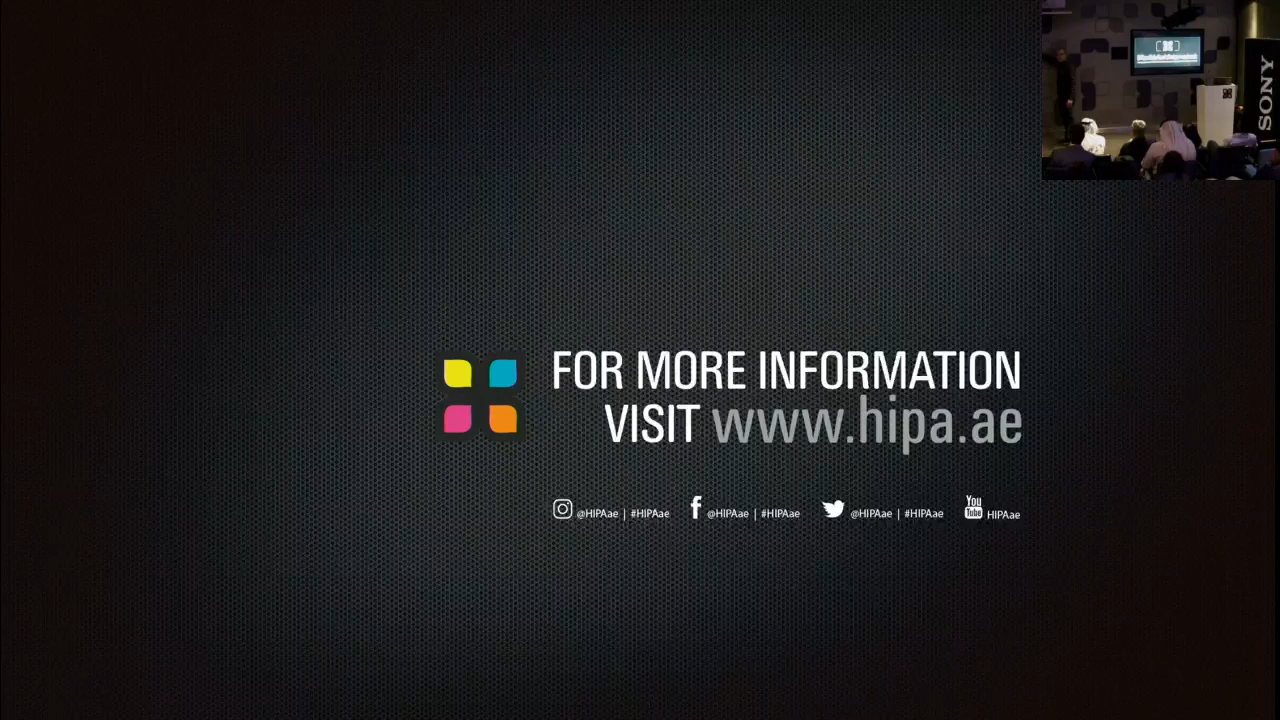 SONY
FOR MORE INFORMATION
VISIT www.hipa.ae
@HIPAae | #HIPAae
@HIPAae | #HIPAae
@HIPAae | #HIPAae
You Tube HIPAae